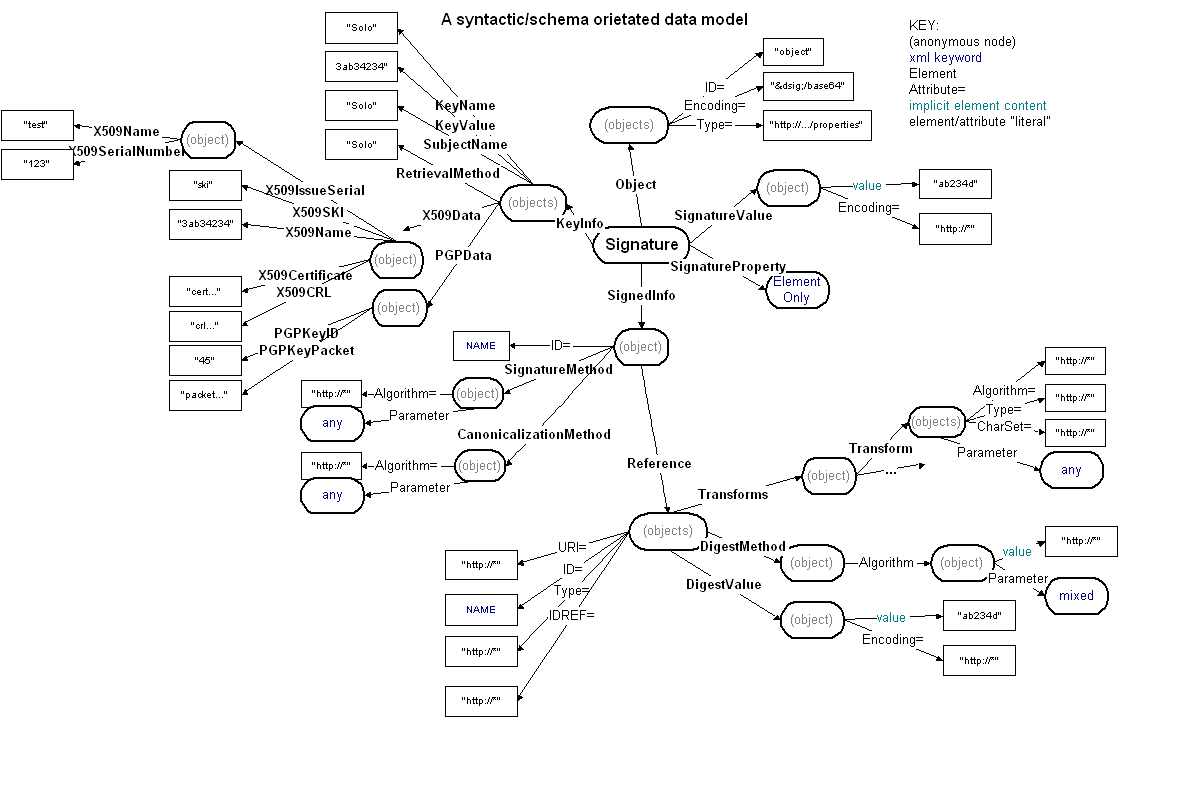 A syntactic/schema orietated data model
KEY:
(anonymous node)
xml keyword
Element
Attribute=
implicit element content
element/attribute "literal"
"Solo"
3ab34234"
"Solo"
"Solo"
KeyName
KeyValue
SubjectName
RetrievalMethod
"test"
"123"
X509Name
X509SerialNumber
(object)
"ski"
"3ab34234"
X509IssueSerial
X509SKI
X509Name
X509Data
(objects)
KeyInfo
PGPData
(object)
"cert..."
"crl..."
X509Certificate
X509CRL
(object)
"45"
"packet..."
PGPKeyID
PGPKeyPacket
"object"
"&dsig;/base64"
"http://.../properties"
ID=
Encoding=
Type=
(objects)
Object
Signature
SignatureValue
(object)
value
"ab234d"
Encoding=
"http://*"
SignatureProperty
Element
Only
SignedInfo
NAME
ID=
(object)
SignatureMethod
"http://*"
Algorithm=
(object)
any
Parameter
CanonicalizationMethod
"http://*"
Algorithm=
(object)
any
Parameter
Reference
"http://*"
Algorithm=
"http://*"
Type=
CharSet=
"http://*"
(objects)
Parameter
any
Transform
...
(object)
Transforms
(objects)
DigestMethod
(object)
Algorithm
(object)
value
"http://*"
Parameter
mixed
DigestValue
(object)
value
"ab234d"
Encoding=
"http://*"
URI=
"http://*"
ID=
NAME
Type=
"http://*"
IDREF=
"http://*"